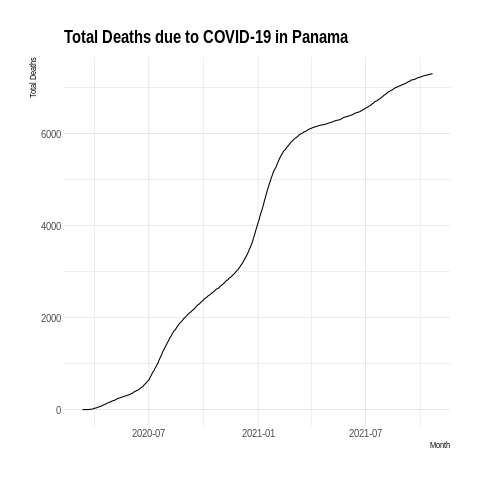 Total Deaths due to COVID-19 in Panama
Total Deaths
6000
4000
2000
0
2020-07
2021-01
2021-07
Month